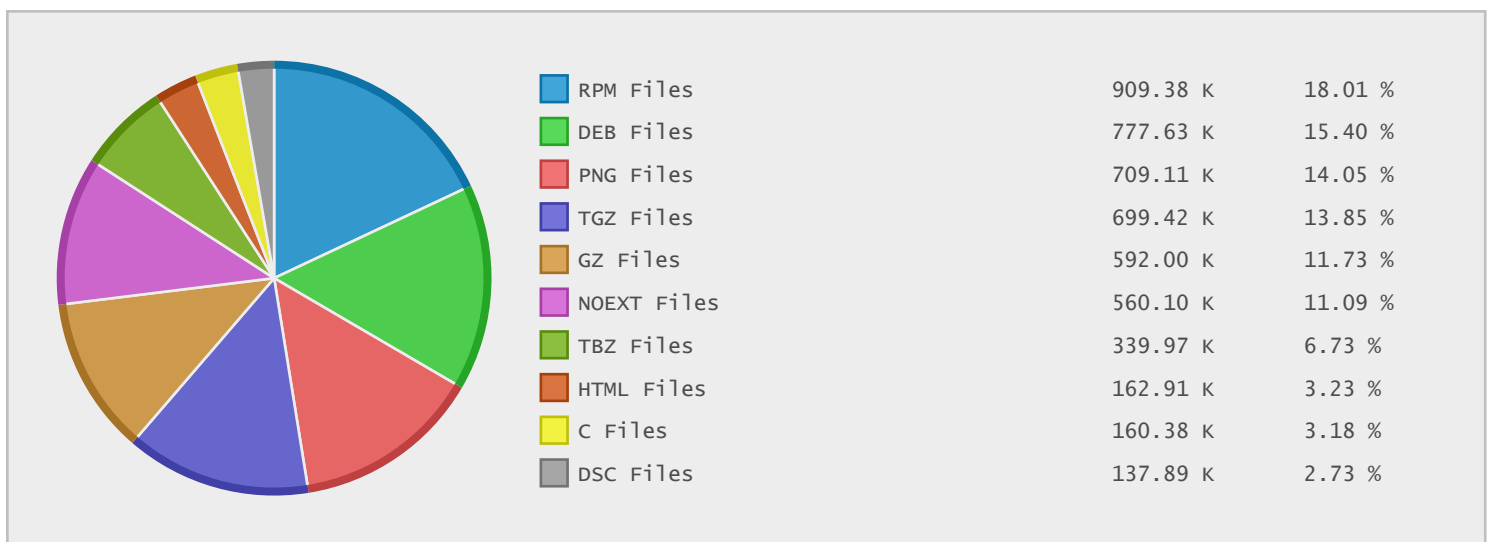 RPM Files 909.38 K 18.01 %
DEB Files 777.63 K 15.40 %
PNG Files 709.11 K 14.05 %
TGZ Files 699.42 K 13.85 %
GZ Files 592.00 K 11.73 %
NOEXT Files 560.10 K 11.09 %
TBZ Files 339.97 K 6.73 %
HTML Files 162.91 K 3.23 %
C Files 160.38 K 3.18 %
DSC Files 137.89 K 2.73 %